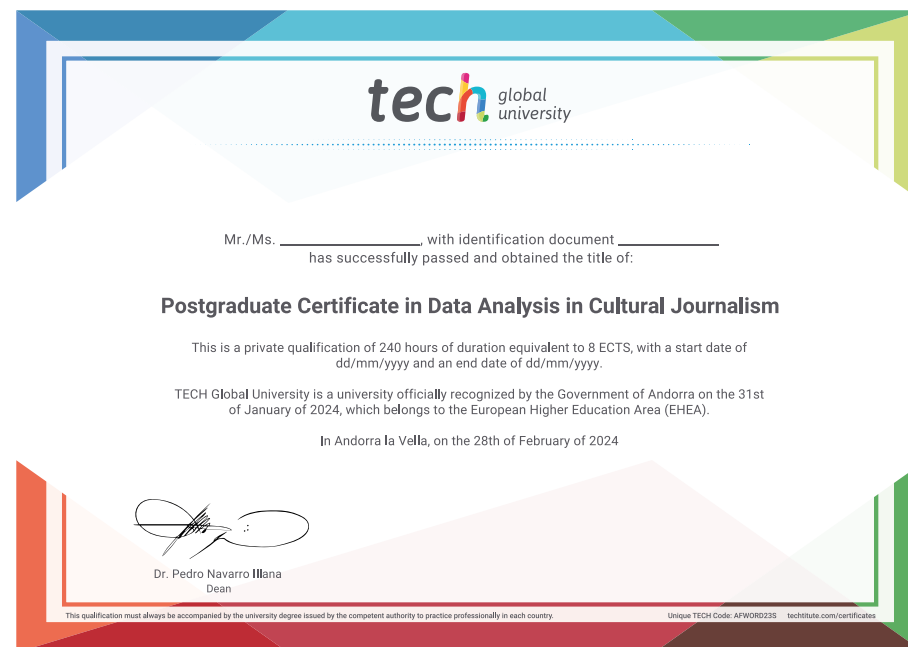 tech global university
Mr./Ms. ____________________, with identification document ______________
has successfully passed and obtained the title of:
Postgraduate Certificate in Data Analysis in Cultural Journalism
This is a private qualification of 240 hours of duration equivalent to 8 ECTS, with a start date of
dd/mm/yyyy and an end date of dd/mm/yyyy.
TECH Global University is a university officially recognized by the Government of Andorra on the 31st
of January of 2024, which belongs to the European Higher Education Area (EHEA).
In Andorra la Vella, on the 28th of February of 2024
Dr. Pedro Navarro Illana
Dean
This qualification must always be accompanied by the university degree issued by the competent authority to practice professionally in each country.
Unique TECH Code: AFWORD23S techtitute.com/certificates